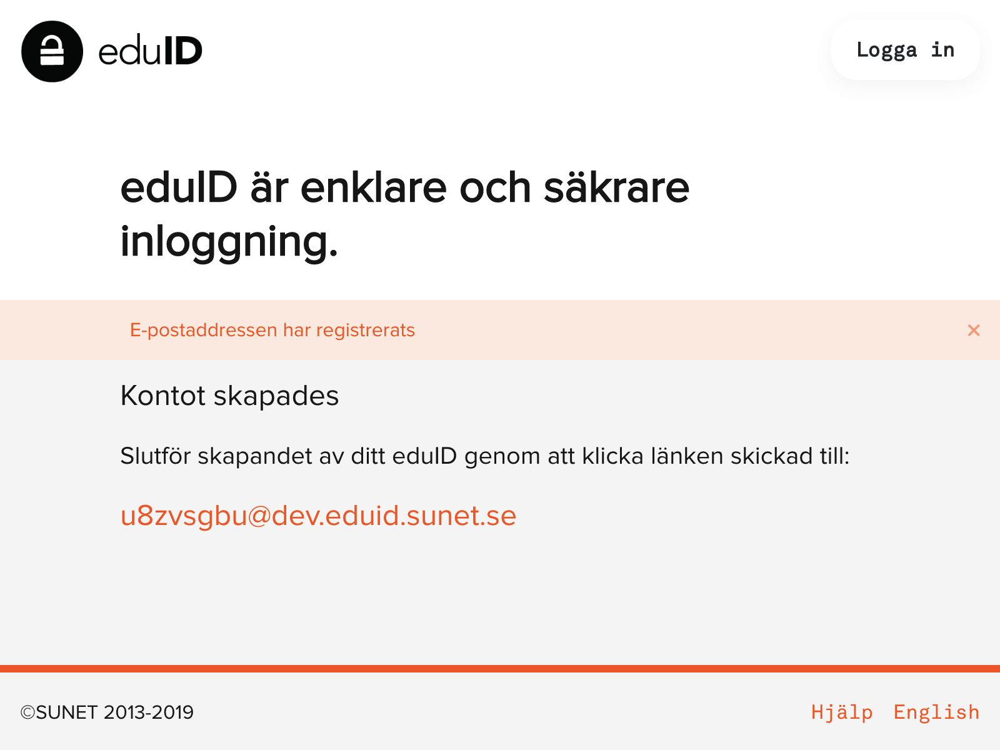 eduID
Logga in
eduID är enklare och säkrare
inloggning.
E-postaddressen har registrerats
×
Kontot skapades
Slutför skapandet av ditt eduID genom att klicka länken skickad till:
u8zvsgbu@dev.eduid.sunet.se
©SUNET 2013-2019
Hjälp English